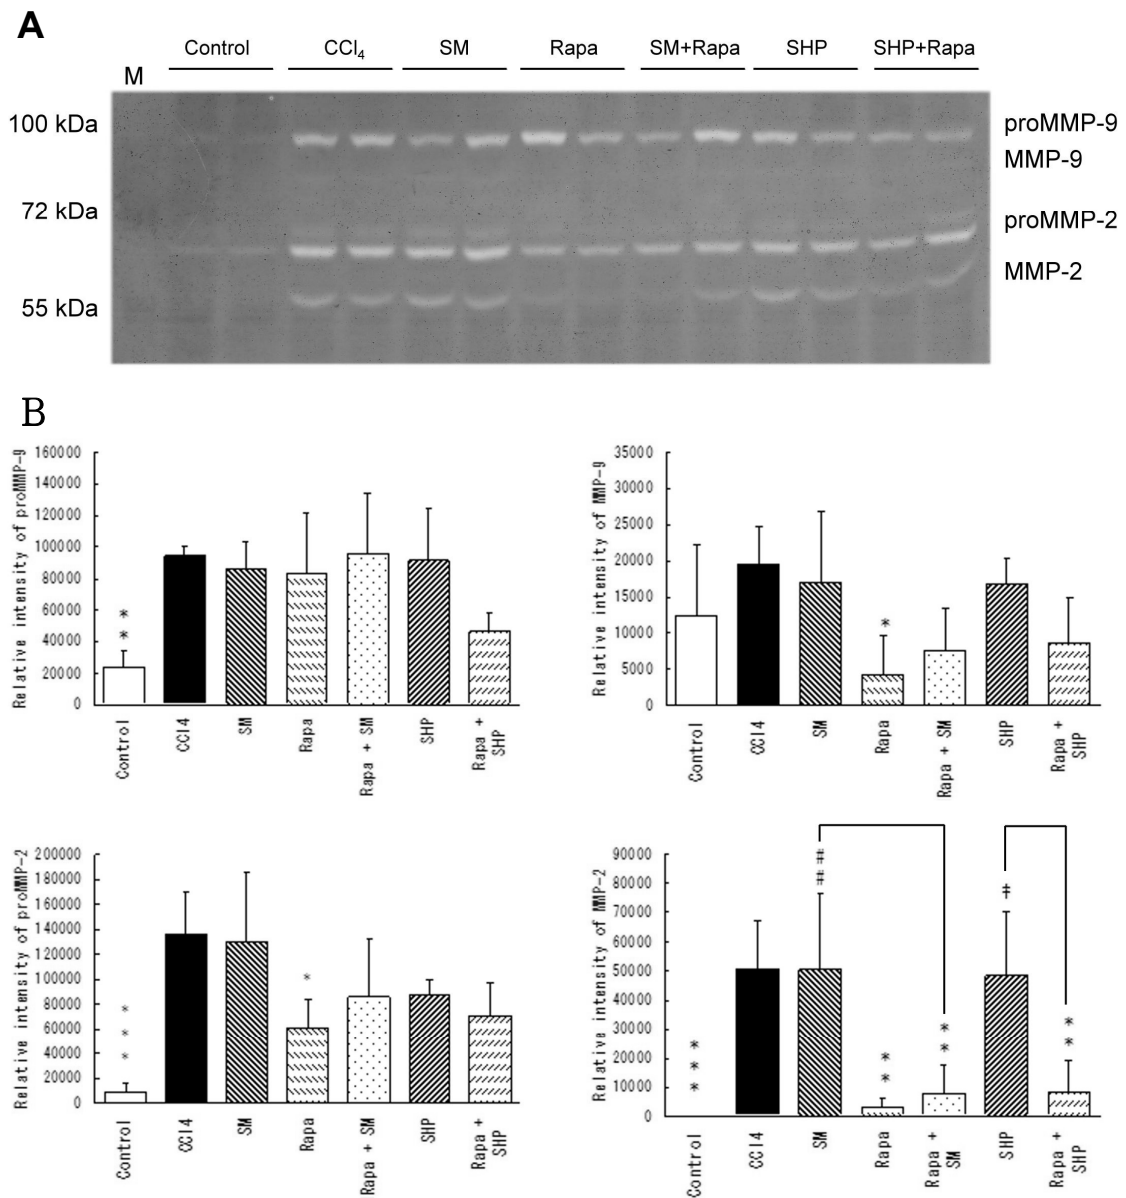 A
Control CCl4 SM Rapa SM+Rapa SHP SHP+Rapa
M
100 kDa
proMMP-9
MMP-9
72 kDa
proMMP-2
MMP-2
55 kDa
B
Relative intensity of proMMP-9
160000
140000
120000
100000
80000
60000
40000
20000
0
* *
Control
CCl4
SM
Rapa
Rapa + SM
SHP
Rapa +
SHP
Relative intensity of MMP-9
35000
30000
25000
20000
15000
10000
5000
0
*
Control
CCl4
SM
Rapa
Rapa + SM
SHP
Rapa +
SHP
Relative intensity of proMMP-2
200000
180000
160000
140000
120000
100000
80000
60000
40000
20000
0
* * *
*
Control
CCl4
SM
Rapa
Rapa + SM
SHP
Rapa +
SHP
Relative intensity of MMP-2
90000
80000
70000
60000
50000
40000
30000
20000
10000
0
* * *
# #
* *
* *
‡
* *
Control
CCl4
SM
Rapa
Rapa +
SM
SHP
Rapa +
SHP